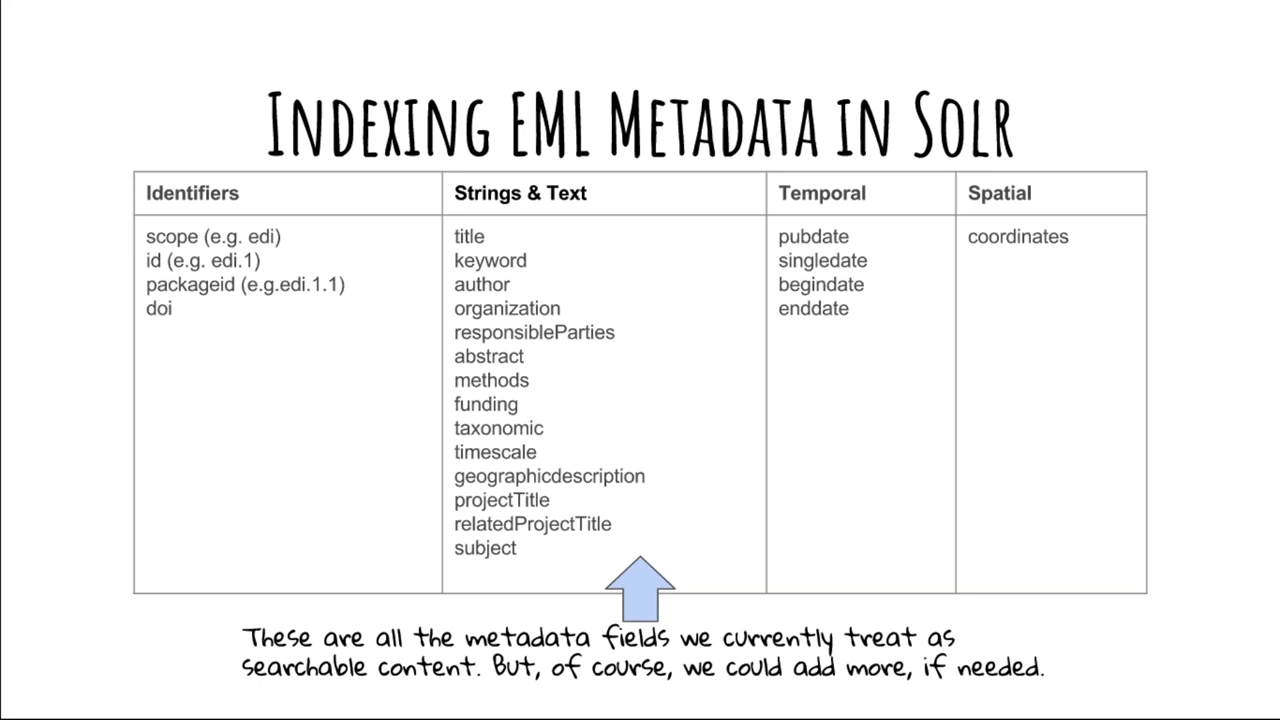 Indexing EML Metadata in Solr
Identifiers
scope (e.g. edi)
id (e.g. edi.1)
packageid (e.g.edi.1.1)
doi
Strings & Text
title
keyword
author
organization
responsibleParties
abstract
methods
funding
taxonomic
timescale
geographicdescription
projectTitle
relatedProjectTitle
subject
Temporal
pubdate
singledate
begindate
enddate
Spatial
coordinates
These are all the metadata fields we currently treat as
searchable content. But, of course, we could add more, if needed.